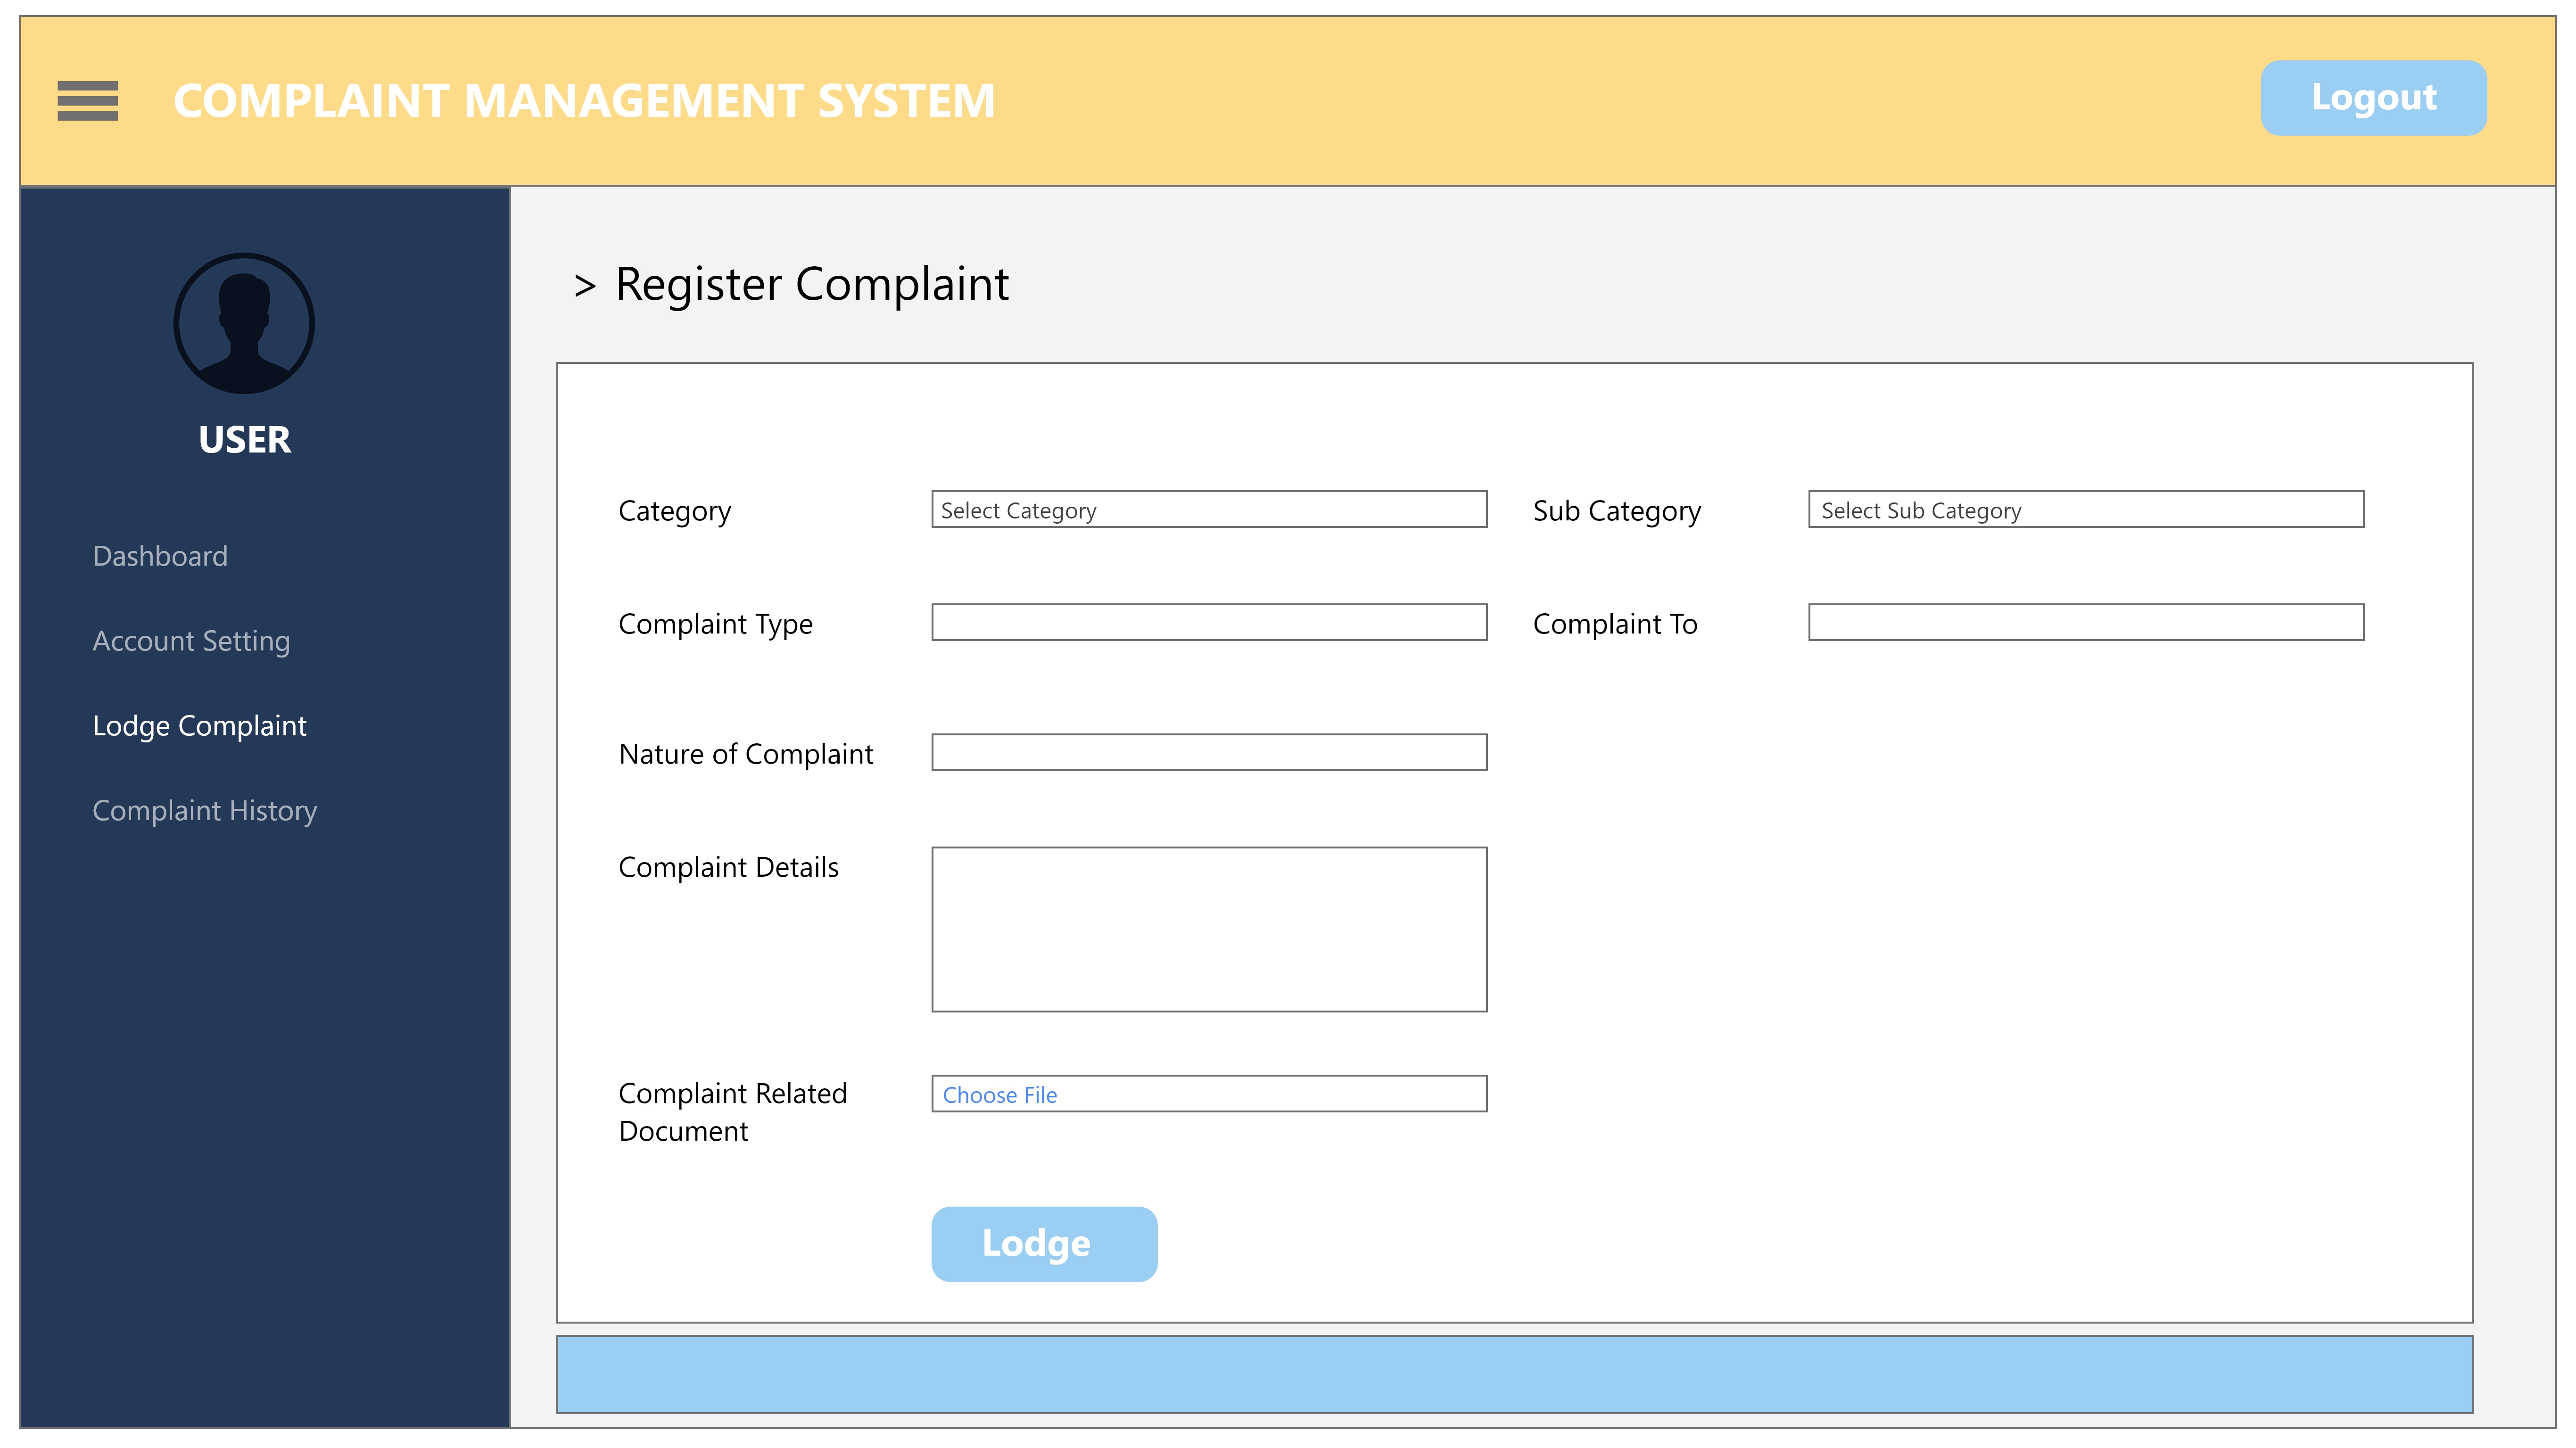 COMPLAINT MANAGEMENT SYSTEM
Logout
USER
Dashboard
Account Setting
Lodge Complaint
Complaint History
> Register Complaint
Category
Select Category
Sub Category
Select Sub Category
Complaint Type
Complaint To
Nature of Complaint
Complaint Details
Complaint Related
Document
Choose File
Lodge